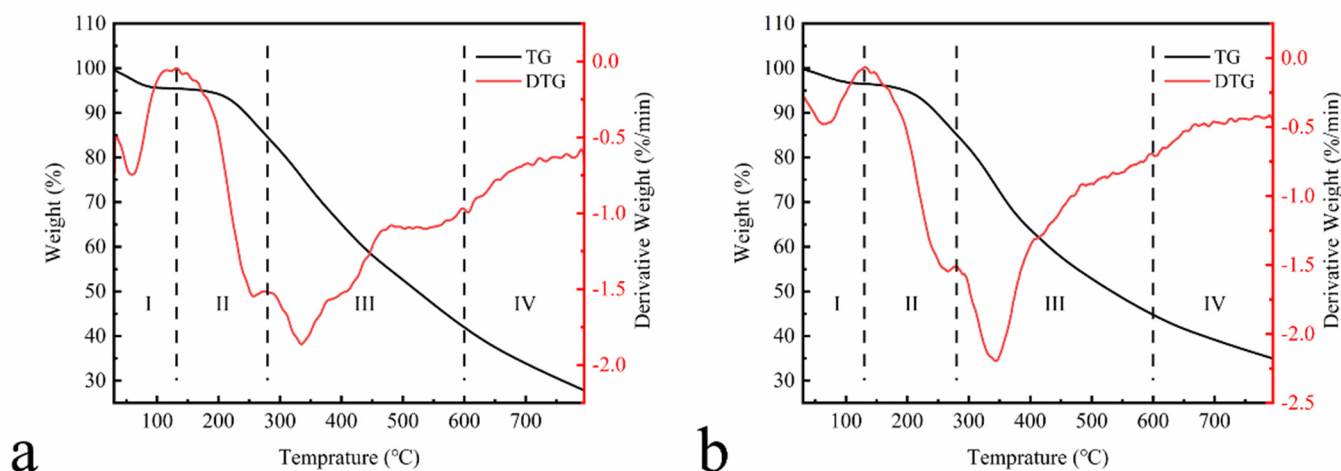 110
100
90
80
70
60
50
40
30
Weight (%)
TG
DTG
I
II
III
IV
0.0
-0.5
-1.0
-1.5
-2.0
Derivative Weight (%/min)
100 200 300 400 500 600 700
Temprature (°C)
a
110
100
90
80
70
60
50
40
30
Weight (%)
TG
DTG
I
II
III
IV
0.0
-0.5
-1.0
-1.5
-2.0
-2.5
Derivative Weight (%/min)
100 200 300 400 500 600 700
Temprature (°C)
b